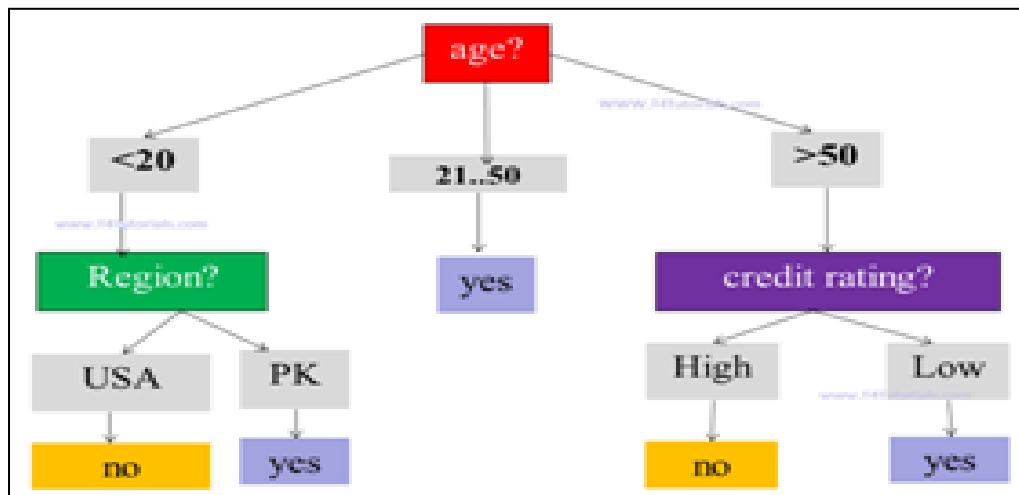 age?
<20
21..50
>50
Region?
yes
credit rating?
USA
PK
High
Low
no
yes
no
yes